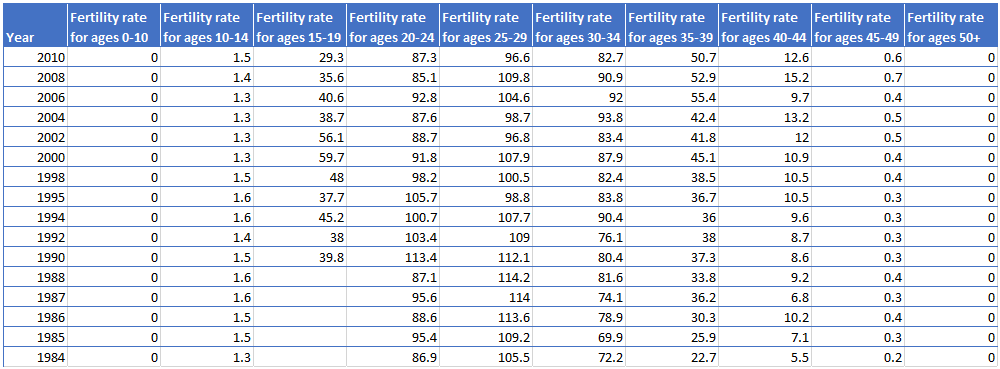 Year Fertility rate for ages 0-10 Fertility rate for ages 10-14 Fertility rate for ages 15-19 Fertility rate for ages 20-24 Fertility rate for ages 25-29 Fertility rate for ages 30-34 Fertility rate for ages 35-39 Fertility rate for ages 40-44 Fertility rate for ages 45-49 Fertility rate for ages 50+
2010 0 1.5 29.3 87.3 96.6 82.7 50.7 12.6 0.6 0
2008 0 1.4 35.6 85.1 109.8 90.9 52.9 15.2 0.7 0
2006 0 1.3 40.6 92.8 104.6 92 55.4 9.7 0.4 0
2004 0 1.3 38.7 87.6 98.7 93.8 42.4 13.2 0.5 0
2002 0 1.3 56.1 88.7 96.8 83.4 41.8 12 0.5 0
2000 0 1.3 59.7 91.8 107.9 87.9 45.1 10.9 0.4 0
1998 0 1.5 48 98.2 100.5 82.4 38.5 10.5 0.4 0
1995 0 1.6 37.7 105.7 98.8 83.8 36.7 10.5 0.3 0
1994 0 1.6 45.2 100.7 107.7 90.4 36 9.6 0.3 0
1992 0 1.4 38 103.4 109 76.1 38 8.7 0.3 0
1990 0 1.5 39.8 113.4 112.1 80.4 37.3 8.6 0.3 0
1988 0 1.6 87.1 114.2 81.6 33.8 9.2 0.4 0
1987 0 1.6 95.6 114 74.1 36.2 6.8 0.3 0
1986 0 1.5 88.6 113.6 78.9 30.3 10.2 0.4 0
1985 0 1.5 95.4 109.2 69.9 25.9 7.1 0.3 0
1984 0 1.3 86.9 105.5 72.2 22.7 5.5 0.2 0